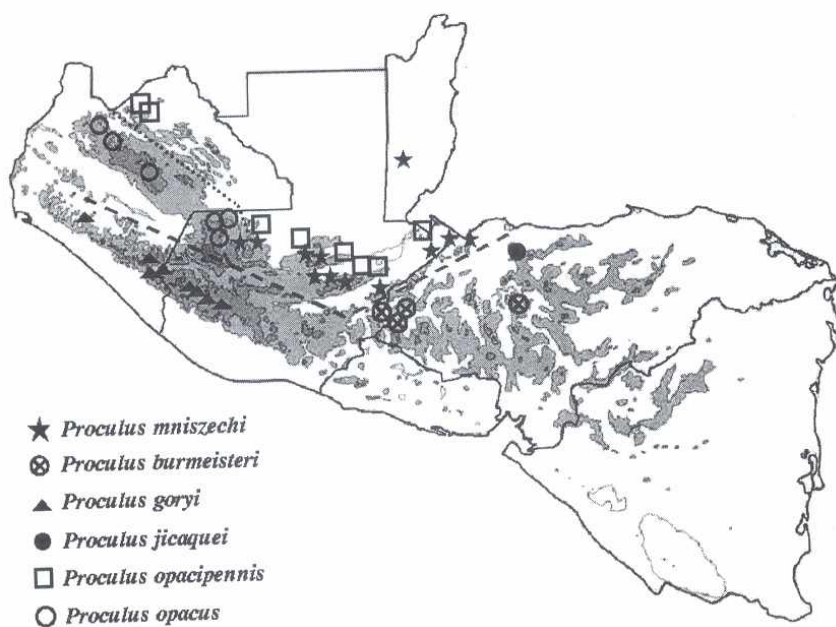 Proculus mniszechi
Proculus burmeisteri
Proculus goryi
Proculus jicaquei
Proculus opacipennis
Proculus opacus